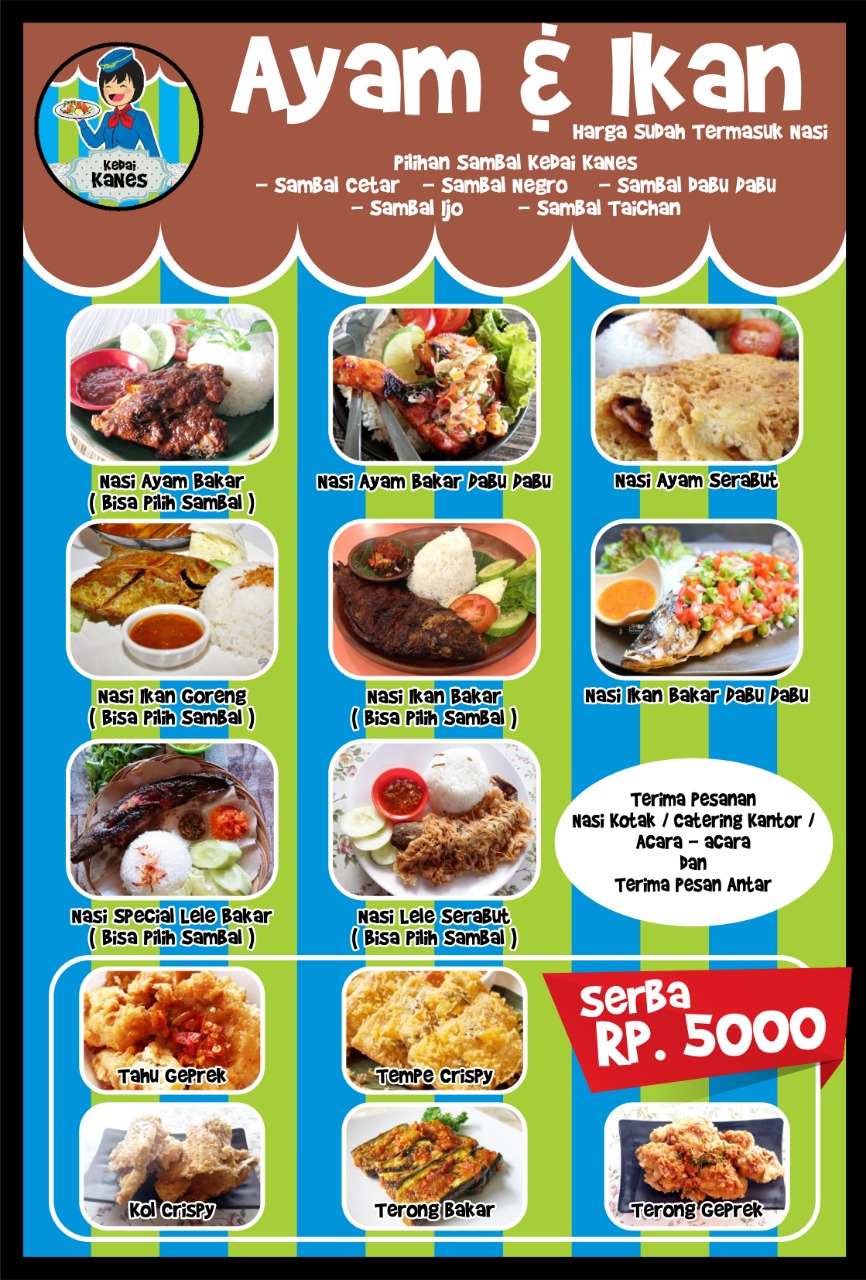 Kedai
Kanes
Ayam & Ikan
Harga Sudah Termasuk Nasi
Pilihan Sambal Kedai Kanes
- Sambal Cetar - Sambal Negro - Sambal Dabu Dabu
- Sambal Ijo - Sambal Taichan
Nasi Ayam Bakar
( Bisa Pilih Sambal )
Nasi Ayam Bakar Dabu Dabu
Nasi Ayam Serabut
Nasi Ikan Goreng
( Bisa Pilih Sambal )
Nasi Ikan Bakar
( Bisa Pilih Sambal )
Nasi Ikan Bakar Dabu Dabu
Nasi Special Lele Bakar
( Bisa Pilih Sambal )
Nasi Lele Serabut
( Bisa Pilih Sambal )
Terima Pesanan
Nasi Kotak / Catering Kantor /
Acara - acara
Dan
Terima Pesan Antar
Serba
RP. 5000
Tahu Geprek
Tempe Crispy
Kol Crispy
Terong Bakar
Terong Geprek